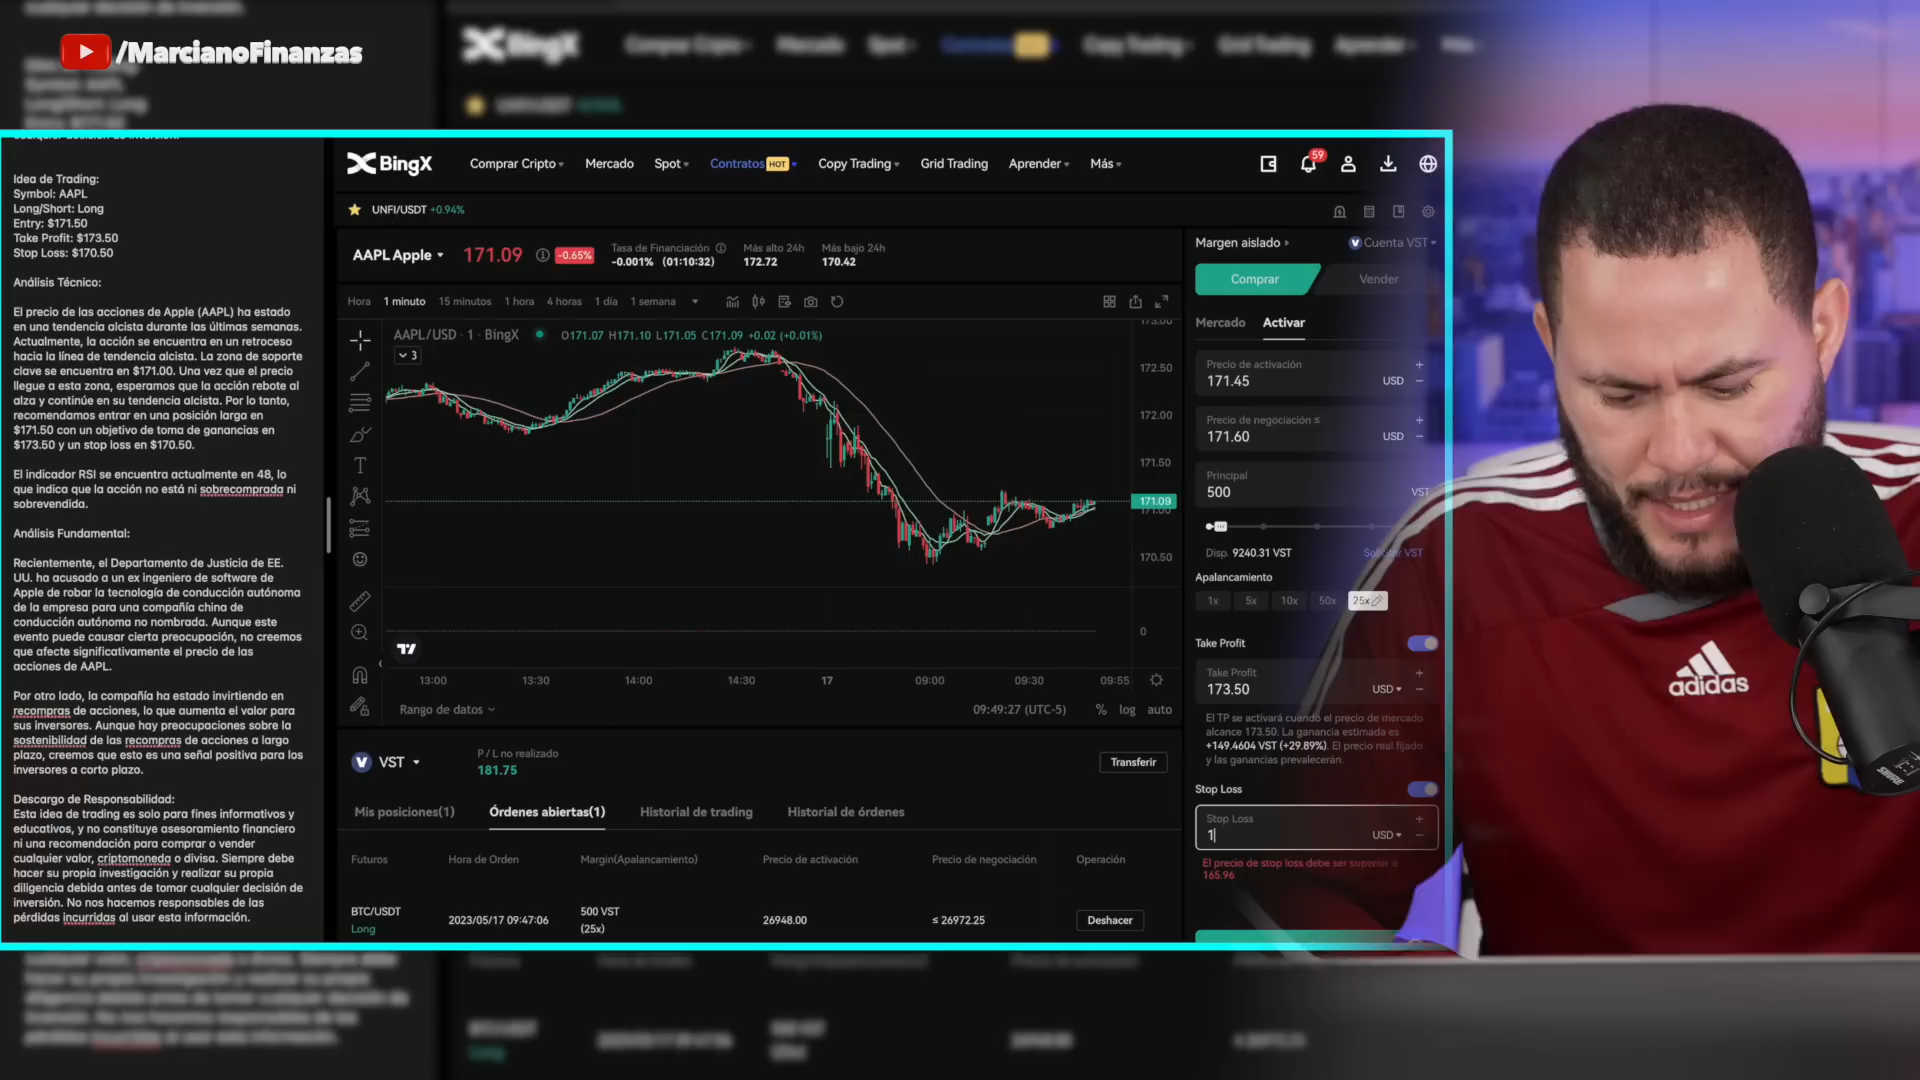 /MarcianoFinanzas
Idea de Trading:
Symbol: AAPL
Long/Short: Long
Entry: $171.50
Take Profit: $173.50
Stop Loss: $170.50
Análisis Técnico:
El precio de las acciones de Apple (AAPL) ha estado
en una tendencia alcista durante las últimas semanas.
Actualmente, la acción se encuentra en un retroceso
hacia la línea de tendencia alcista. La zona de soporte
clave se encuentra en $171.00. Una vez que el precio
llegue a esta zona, esperamos que la acción rebote al
alza y continúe en su tendencia alcista. Por lo tanto,
recomendamos entrar en una posición larga en
$171.50 con un objetivo de toma de ganancias en
$173.50 y un stop loss en $170.50.
El indicador RSI se encuentra actualmente en 48, lo
que indica que la acción no está ni sobrecomprada ni
sobrevendida.
Análisis Fundamental:
Recientemente, el Departamento de Justicia de EE.
UU. ha acusado a un ex ingeniero de software de
Apple de robar la tecnología de conducción autónoma
de la empresa para una compañía china de
conducción autónoma no nombrada. Aunque este
evento puede causar cierta preocupación, no creemos
que afecte significativamente el precio de las
acciones de AAPL.
Por otro lado, la compañía ha estado invirtiendo en
recompras de acciones, lo que aumenta el valor para
sus inversores. Aunque hay preocupaciones sobre la
sostenibilidad de las recompras de acciones a largo
plazo, creemos que esto es una señal positiva para los
inversores a corto plazo.
Descargo de Responsabilidad:
Esta idea de trading es solo para fines informativos y
educativos, y no constituye asesoramiento financiero
ni una recomendación para comprar o vender
cualquier valor, criptomoneda o divisa. Siempre debe
hacer su propia investigación y realizar su propia
diligencia debida antes de tomar cualquier decisión de
inversión. No nos hacemos responsables de las
pérdidas incurridas al usar esta información.
BingX Comprar Cripto Mercado Spot Contratos HOT Copy Trading Grid Trading Aprender Más 59
UNFI/USDT +0.94%
AAPL Apple 171.09 -0.65%
Tasa de Financiación Más alto 24h Más bajo 24h
-0.001% (01:10:32) 172.72 170.42
Hora 1 minuto 15 minutos 1 hora 4 horas 1 día 1 semana
AAPL/USD · 1 · BingX O171.07 H171.10 L171.05 C171.09 +0.02 (+0.01%)
3
173.00
172.50
172.00
171.50
171.09
171.00
170.50
0
13:00 13:30 14:00 14:30 17 09:00 09:30 09:55
Rango de datos 09:49:27 (UTC-5) % log auto
VST P / L no realizado
181.75
Transferir
Mis posiciones(1) Órdenes abiertas(1) Historial de trading Historial de órdenes
Futuros Hora de Orden Margin(Apalancamiento) Precio de activación Precio de negociación Operación
BTC/USDT 2023/05/17 09:47:06 500 VST 26948.00 ≤ 26972.25 Deshacer
Long (25x)
Margen aislado Cuenta VST
Comprar Vender
Mercado Activar
Precio de activación
171.45 USD
Precio de negociación ≤
171.60 USD
Principal
500 VST
Disp. 9240.31 VST Solicitar VST
Apalancamiento
1x 5x 10x 50x 25x
Take Profit
Take Profit
173.50 USD
El TP se activará cuando el precio de mercado
alcance 173.50. La ganancia estimada es
+149.4604 VST (+29.89%). El precio real fijado
y las ganancias prevalecerán.
Stop Loss
Stop Loss
1 USD
El precio de stop loss debe ser superior a
165.96
adidas
SHURE